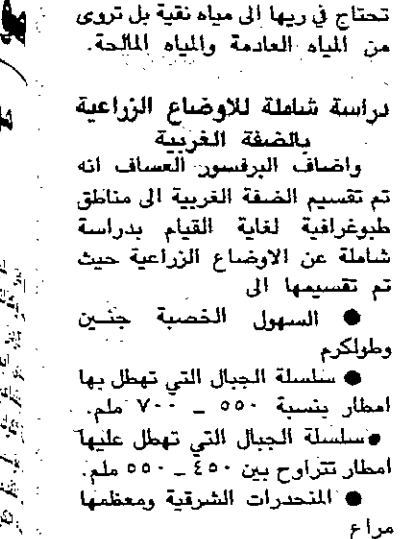 تحتاج في ريها الى مياه نقية بل تروى
من المياه العادمة والمياه المالحة.
دراسة شاملة للاوضاع الزراعية
بالضفة الغربية
واضاف البرفسور العساف انه
تم تقسيم الضفة الغربية الى مناطق
طبوغرافية لغاية القيام بدراسة
شاملة عن الاوضاع الزراعية حيث
تم تقسيمها الى
● السهول الخصبة جنين
وطولكرم
● سلسلة الجبال التي تهطل بها
امطار بنسبة ٥٥٠ _ ٧٠٠ ملم.
● سلسلة الجبال التي تهطل عليها
امطار تتراوح بين ٤٥٠ _ ٥٥٠ ملم.
● المنحدرات الشرقية ومعظمها
مراع